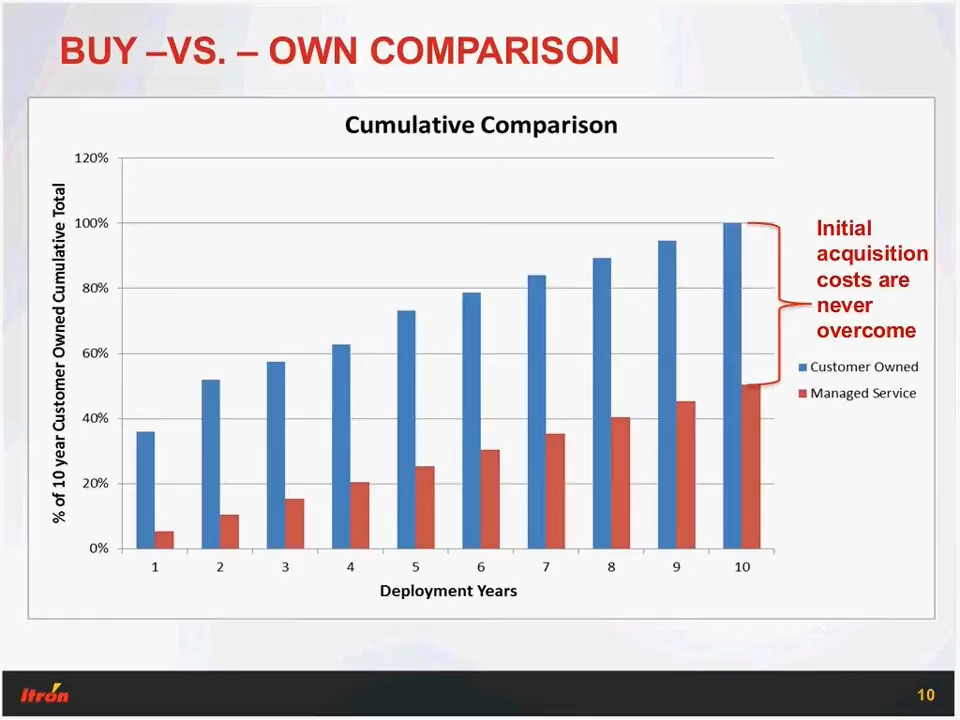 BUY –VS. – OWN COMPARISON
Cumulative Comparison
% of 10 year Customer Owned Cumulative Total
120%
100%
80%
60%
40%
20%
0%
1 2 3 4 5 6 7 8 9 10
Deployment Years
Initial
acquisition
costs are
never
overcome
Customer Owned
Managed Service
Itrón
10